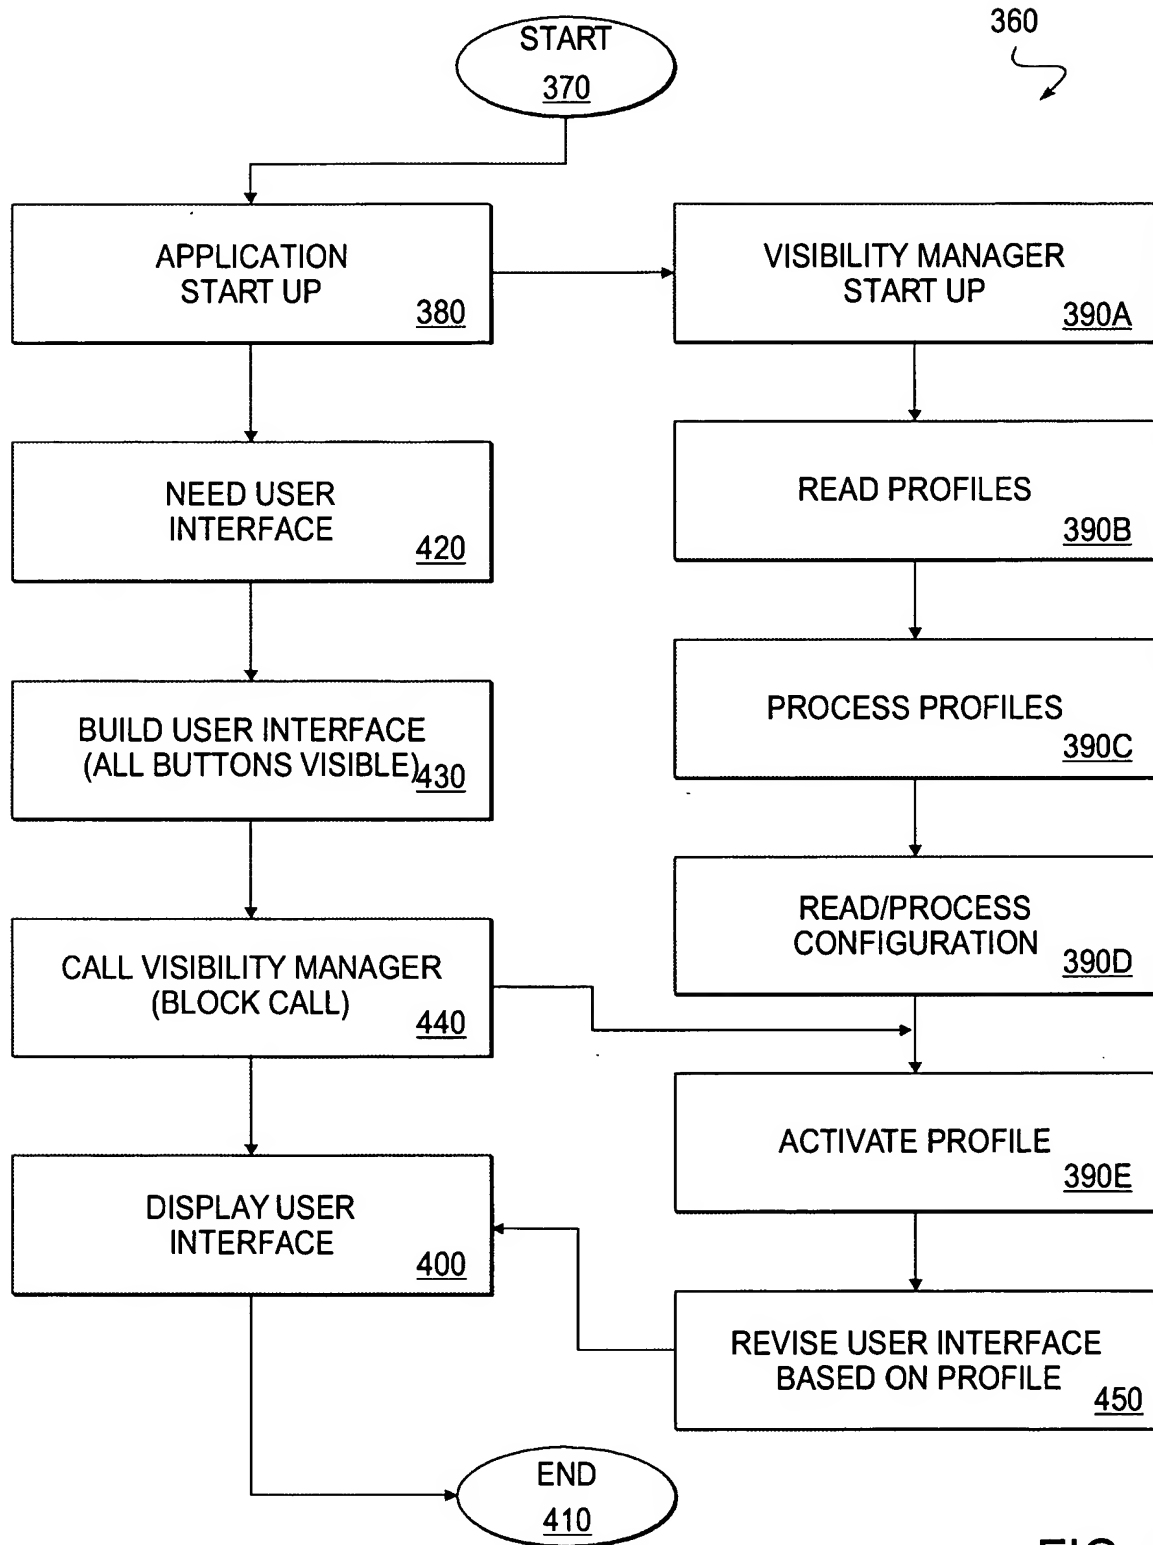 360
START
370
APPLICATION
START UP
380
VISIBILITY MANAGER
START UP
390A
NEED USER
INTERFACE
420
READ PROFILES
390B
BUILD USER INTERFACE
(ALL BUTTONS VISIBLE)
430
PROCESS PROFILES
390C
CALL VISIBILITY MANAGER
(BLOCK CALL)
440
READ/PROCESS
CONFIGURATION
390D
DISPLAY USER
INTERFACE
400
ACTIVATE PROFILE
390E
REVISE USER INTERFACE
BASED ON PROFILE
450
END
410
FIG